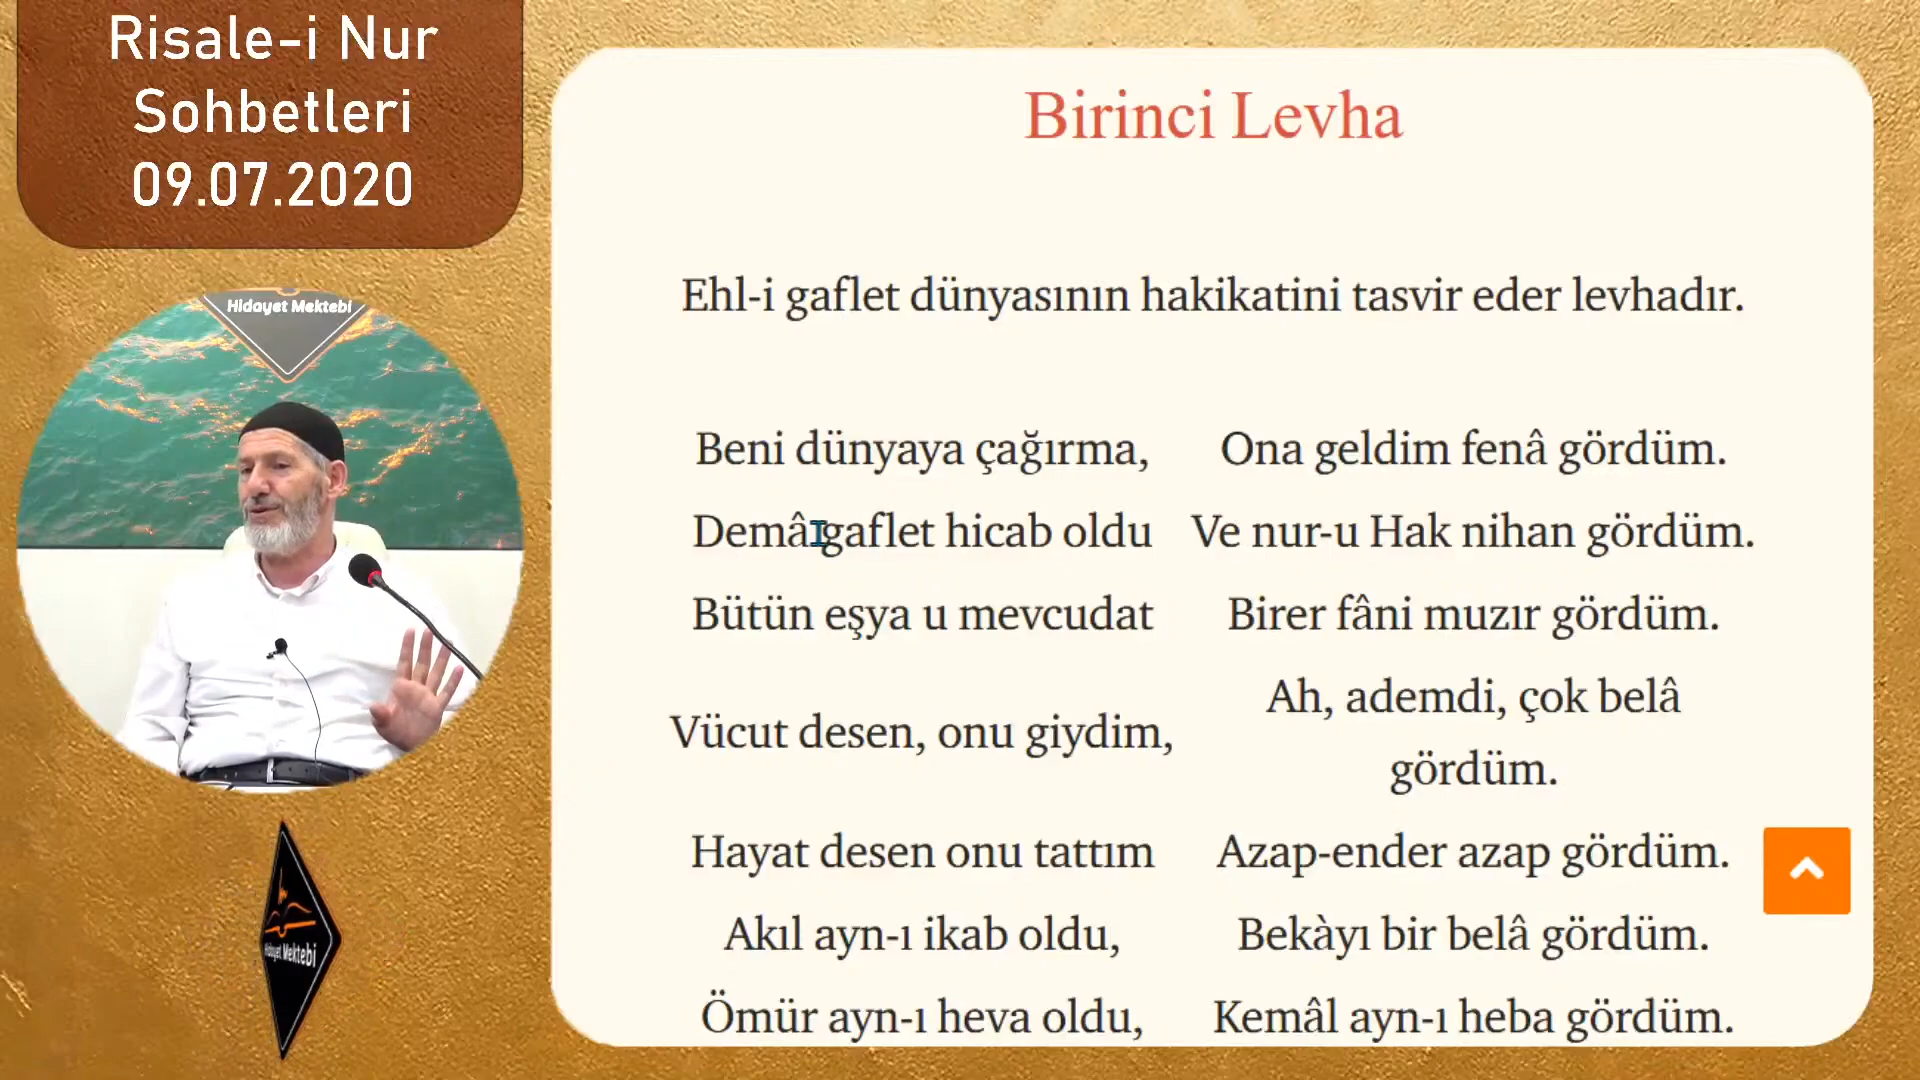 Risale-i Nur
Sohbetleri
09.07.2020
Hidayet Mektebi
Hidayet Mektebi
Birinci Levha
Ehl-i gaflet dünyasının hakikatini tasvir eder levhadır.
Beni dünyaya çağırma, Ona geldim fenâ gördüm.
Demâ gaflet hicab oldu Ve nur-u Hak nihan gördüm.
Bütün eşya u mevcudat Birer fâni muzır gördüm.
Vücut desen, onu giydim, Ah, ademdi, çok belâ
gördüm.
Hayat desen onu tattım Azap-ender azap gördüm.
Akıl ayn-ı ikab oldu, Bekàyı bir belâ gördüm.
Ömür ayn-ı heva oldu, Kemâl ayn-ı heba gördüm.